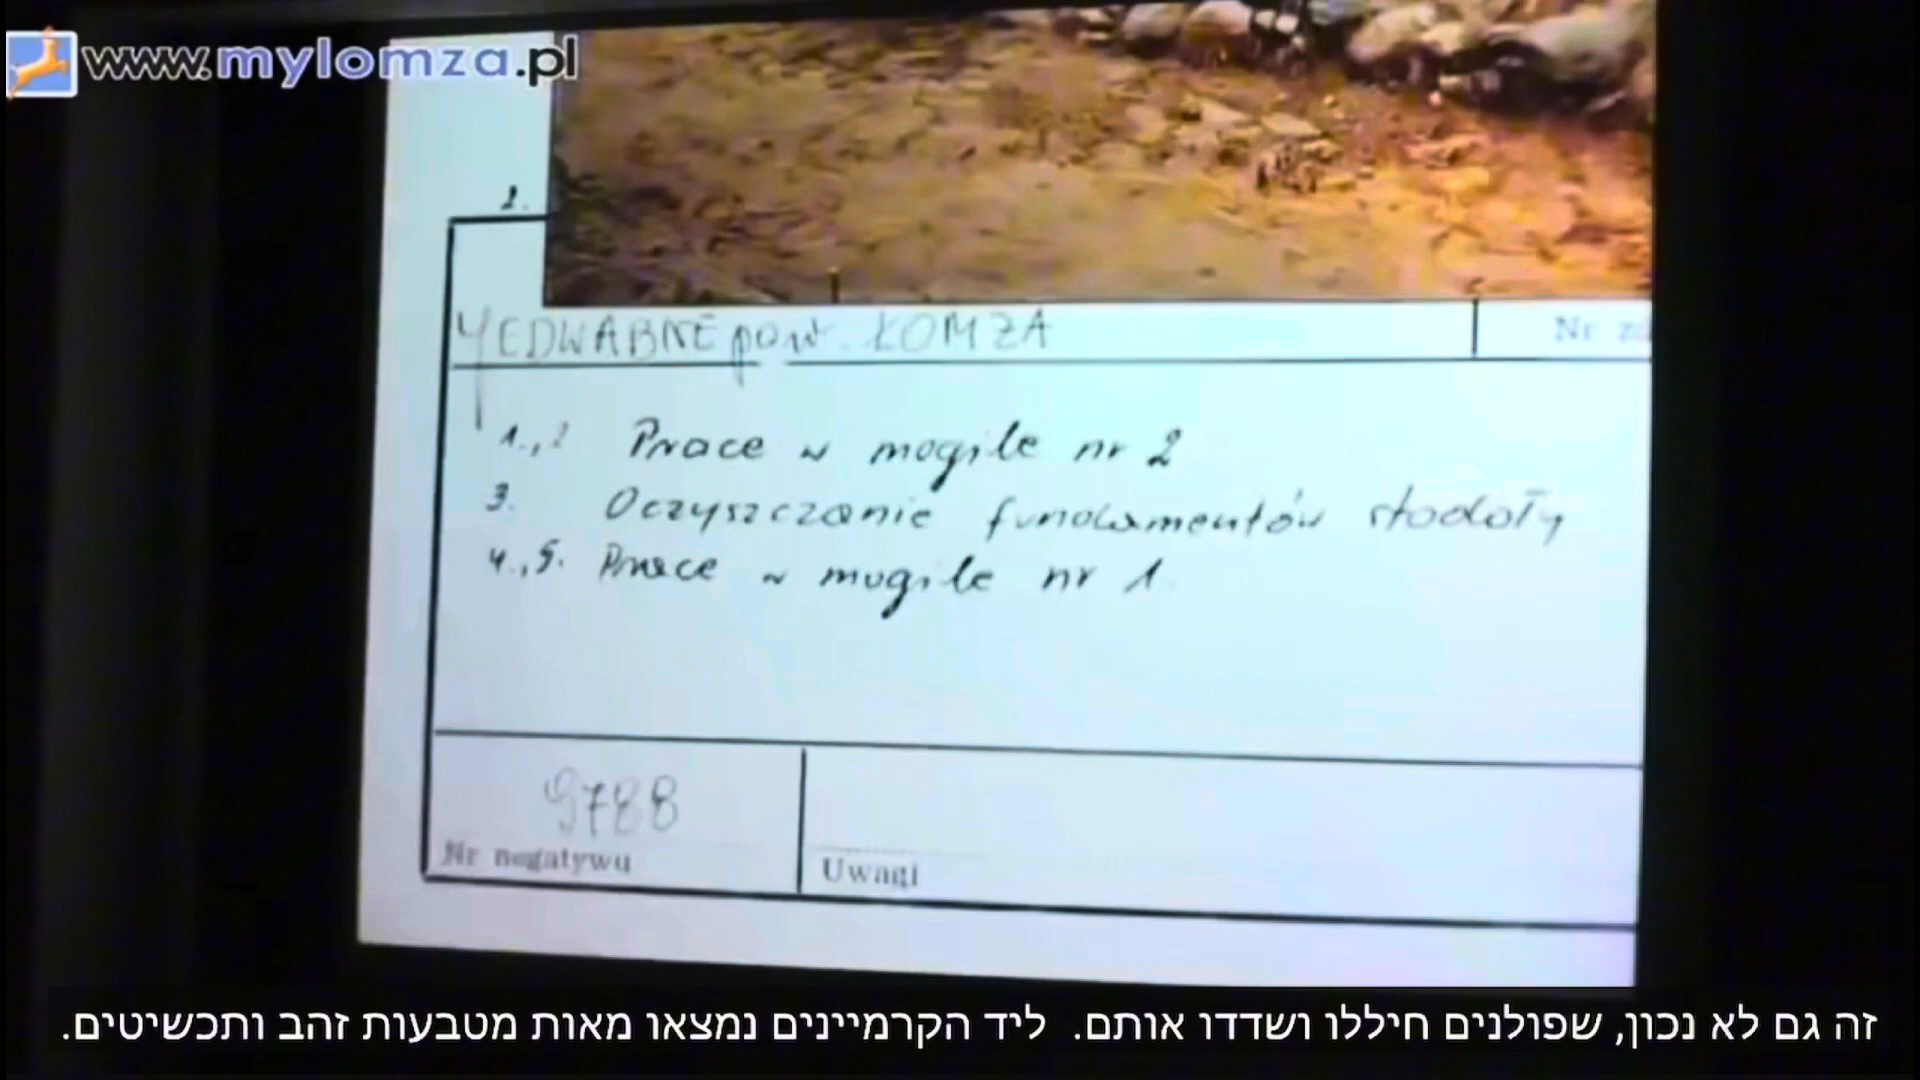 www.mylomza.pl
2.
JEDWABNE pow. ŁOMŻA
Nr
1.,2 Prace w mogile nr 2
3. Oczyszczanie fundamentów stodoły
4.,5. Prace w mogile nr 1
9788
Nr negatywu
Uwagi
זה גם לא נכון, שפולנים חיללו ושדדו אותם. ליד הקרמיינים נמצאו מאות מטבעות זהב ותכשיטים.